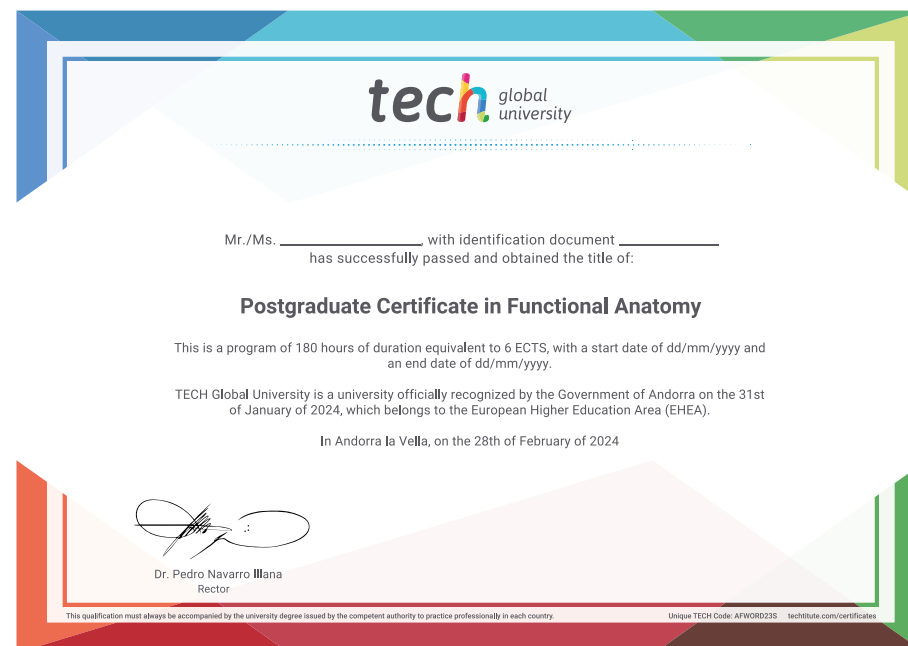 tech global
university
Mr./Ms. ____________________, with identification document ______________
has successfully passed and obtained the title of:
Postgraduate Certificate in Functional Anatomy
This is a program of 180 hours of duration equivalent to 6 ECTS, with a start date of dd/mm/yyyy and
an end date of dd/mm/yyyy.
TECH Global University is a university officially recognized by the Government of Andorra on the 31st
of January of 2024, which belongs to the European Higher Education Area (EHEA).
In Andorra la Vella, on the 28th of February of 2024
Dr. Pedro Navarro Illana
Rector
This qualification must always be accompanied by the university degree issued by the competent authority to practice professionally in each country.
Unique TECH Code: AFWORD23S techtitute.com/certificates